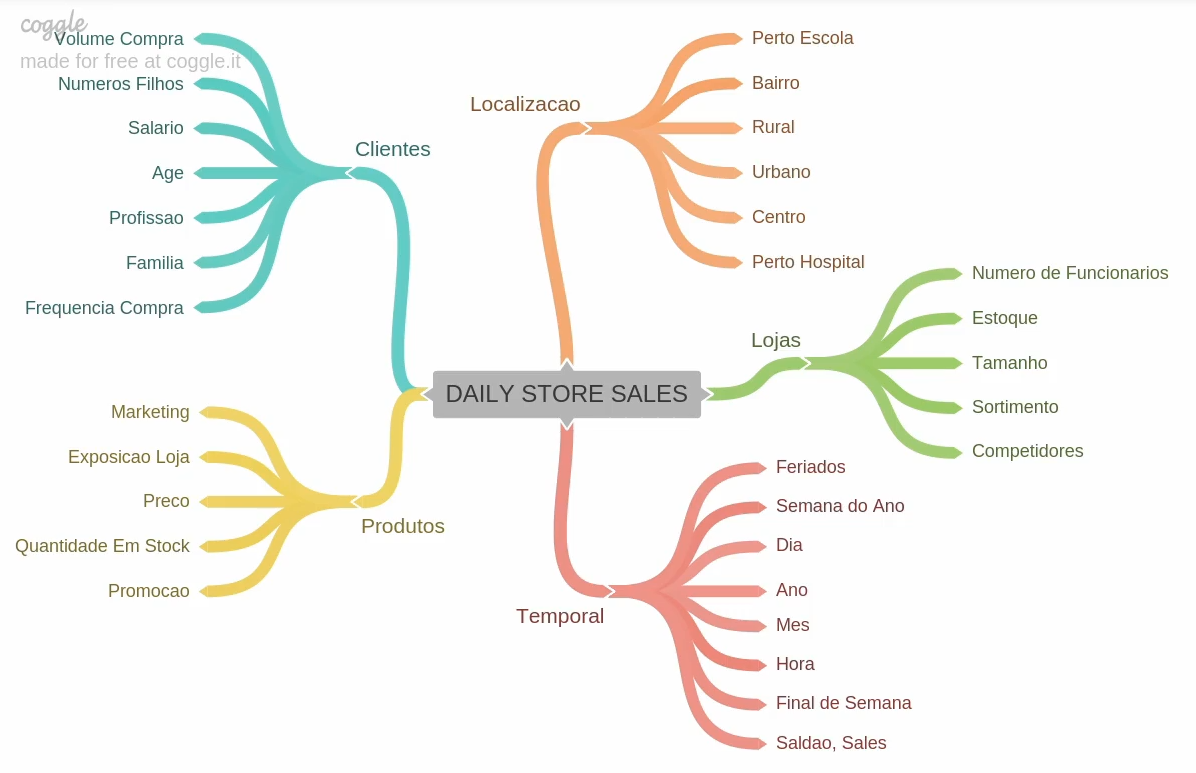 coggle
made for free at coggle.it
Volume Compra
Numeros Filhos
Salario
Age
Profissao
Familia
Frequencia Compra
Clientes
Localizacao
Perto Escola
Bairro
Rural
Urbano
Centro
Perto Hospital
Lojas
Numero de Funcionarios
Estoque
Tamanho
Sortimento
Competidores
DAILY STORE SALES
Marketing
Exposicao Loja
Preco
Quantidade Em Stock
Promocao
Produtos
Temporal
Feriados
Semana do Ano
Dia
Ano
Mes
Hora
Final de Semana
Saldao, Sales